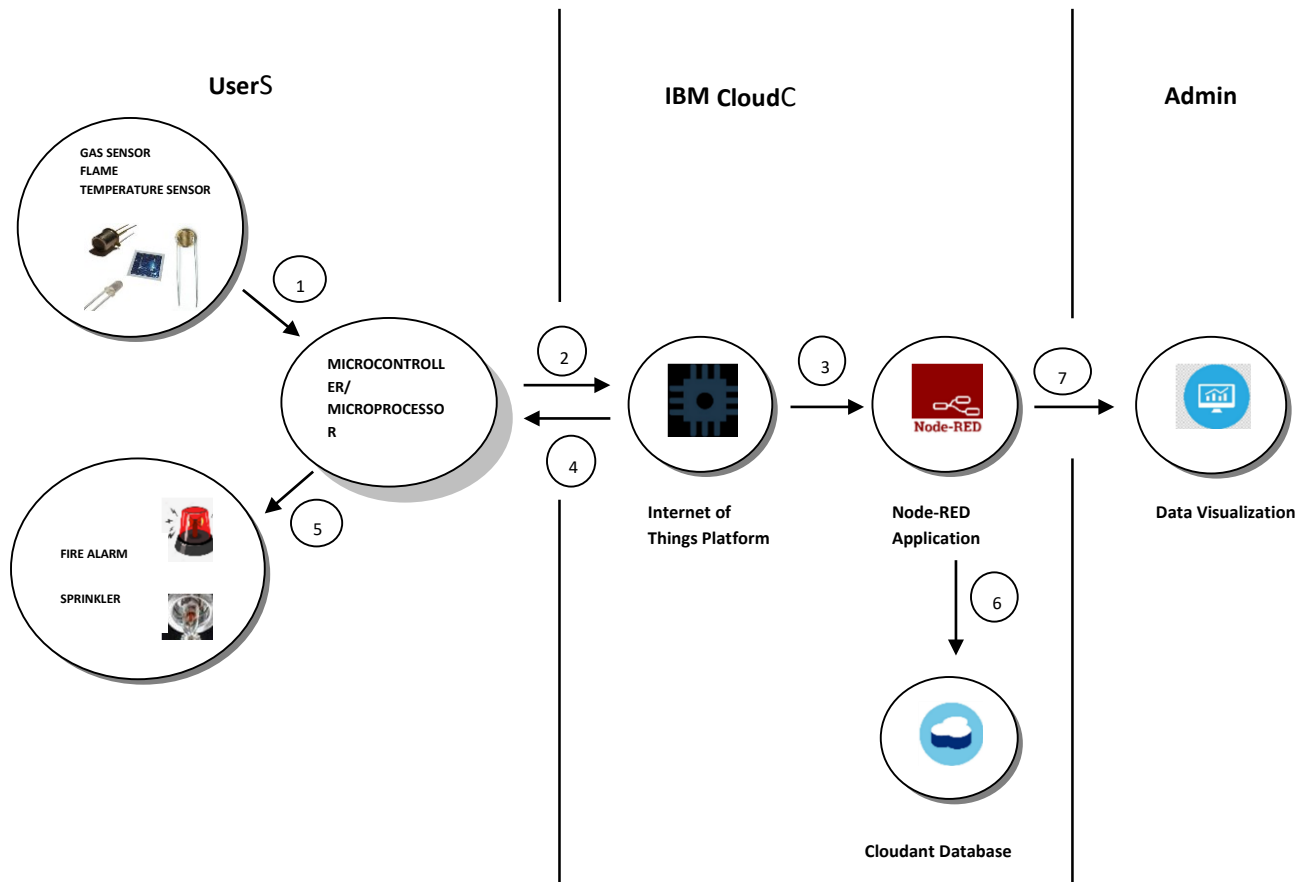 UserS
IBM CloudC
Admin
GAS SENSOR
FLAME
TEMPERATURE SENSOR
1
MICROCONTROLL
ER/
MICROPROCESSO
R
2
4
3
Node-RED
7
5
FIRE ALARM
SPRINKLER
Internet of
Things Platform
Node-RED
Application
Data Visualization
6
Cloudant Database